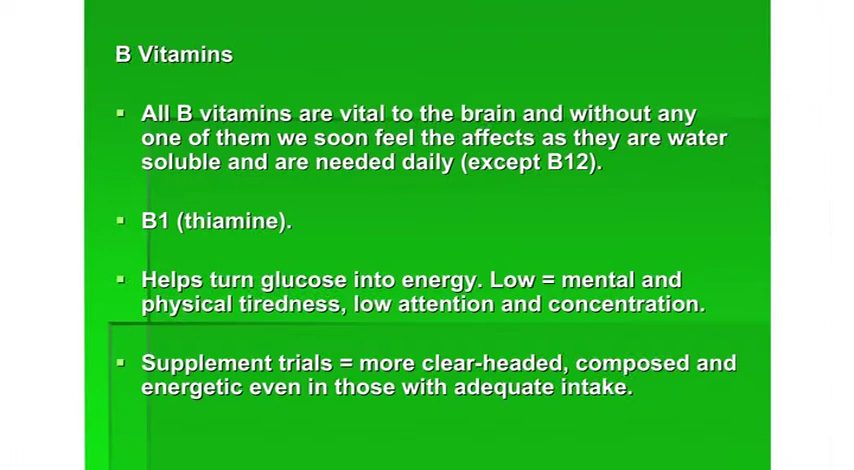 B Vitamins
All B vitamins are vital to the brain and without any
one of them we soon feel the affects as they are water
soluble and are needed daily (except B12).
B1 (thiamine).
Helps turn glucose into energy. Low = mental and
physical tiredness, low attention and concentration.
Supplement trials = more clear-headed, composed and
energetic even in those with adequate intake.